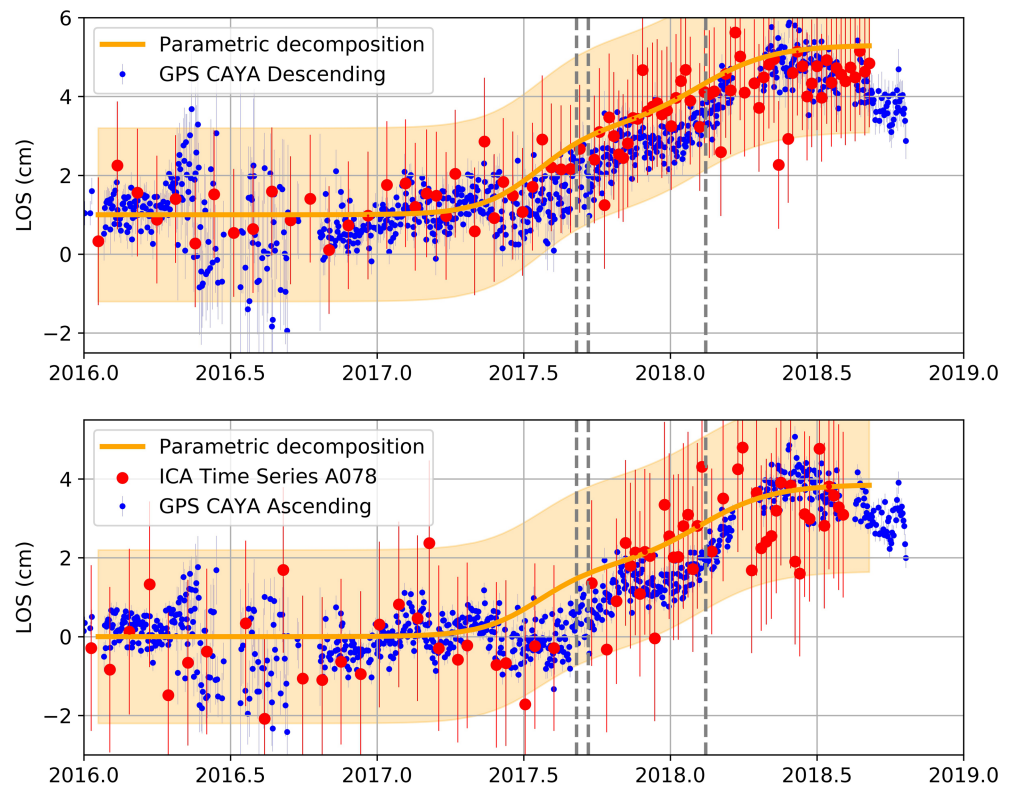 6
4
2
0
−2
LOS (cm)
Parametric decomposition
GPS CAYA Descending
2016.0 2016.5 2017.0 2017.5 2018.0 2018.5 2019.0
4
2
0
−2
LOS (cm)
Parametric decomposition
ICA Time Series A078
GPS CAYA Ascending
2016.0 2016.5 2017.0 2017.5 2018.0 2018.5 2019.0